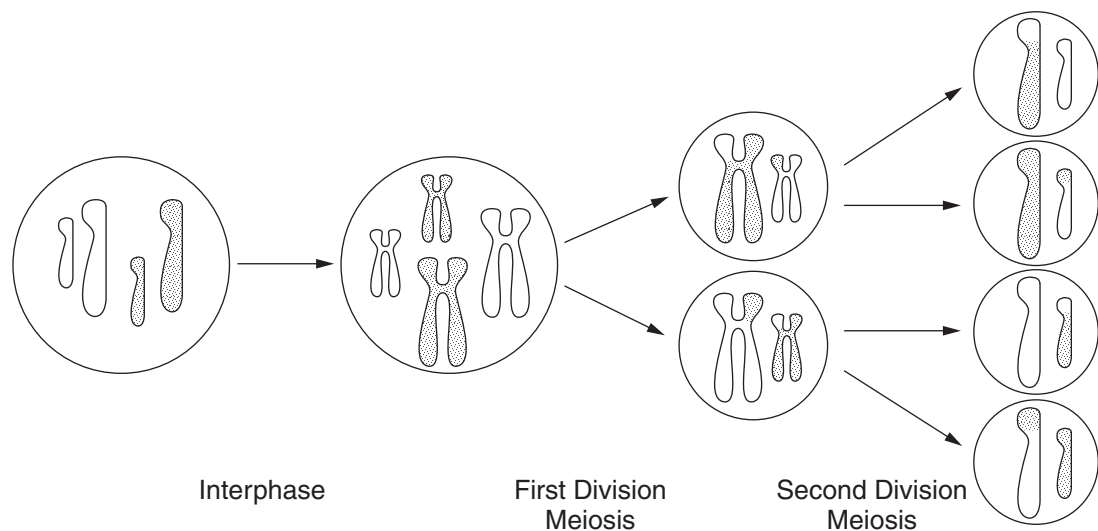 Interphase
First Division
Meiosis
Second Division
Meiosis